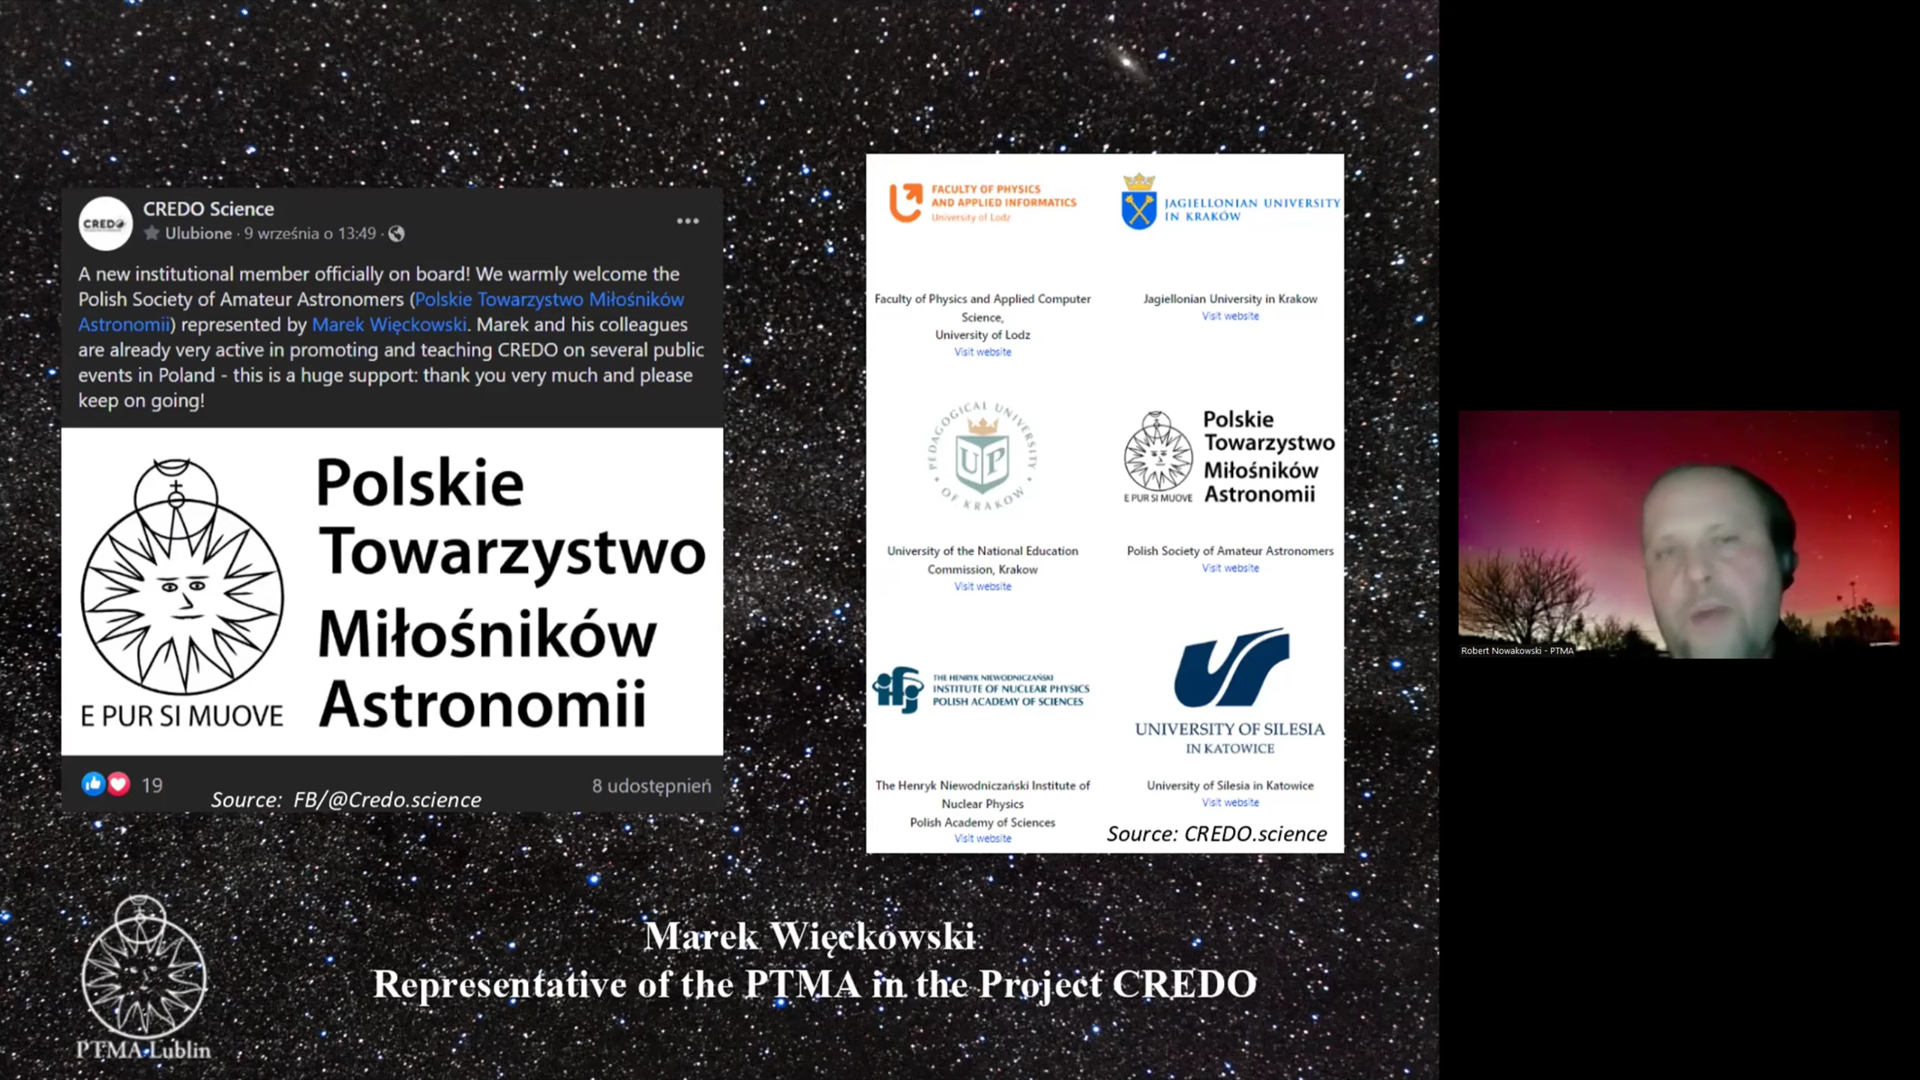 CREDO
CREDO Science
Ulubione · 9 września o 13:49 ·
A new institutional member officially on board! We warmly welcome the
Polish Society of Amateur Astronomers (Polskie Towarzystwo Miłośników
Astronomii) represented by Marek Więckowski. Marek and his colleagues
are already very active in promoting and teaching CREDO on several public
events in Poland - this is a huge support: thank you very much and please
keep on going!
Polskie
Towarzystwo
Miłośników
Astronomii
E PUR SI MUOVE
19
8 udostępnień
Source: FB/@Credo.science
FACULTY OF PHYSICS
AND APPLIED INFORMATICS
University of Lodz
JAGIELLONIAN UNIVERSITY
IN KRAKÓW
Faculty of Physics and Applied Computer
Science,
University of Lodz
Visit website
Jagiellonian University in Krakow
Visit website
PEDAGOGICAL UNIVERSITY
OF KRAKOW
UP
Polskie
Towarzystwo
Miłośników
Astronomii
E PUR SI MUOVE
University of the National Education
Commission, Krakow
Visit website
Polish Society of Amateur Astronomers
Visit website
ifj
THE HENRYK NIEWODNICZAŃSKI
INSTITUTE OF NUCLEAR PHYSICS
POLISH ACADEMY OF SCIENCES
UNIVERSITY OF SILESIA
IN KATOWICE
The Henryk Niewodniczański Institute of
Nuclear Physics
Polish Academy of Sciences
Visit website
University of Silesia in Katowice
Visit website
Source: CREDO.science
Robert Nowakowski - PTMA
Marek Więckowski
Representative of the PTMA in the Project CREDO
PTMA Lublin